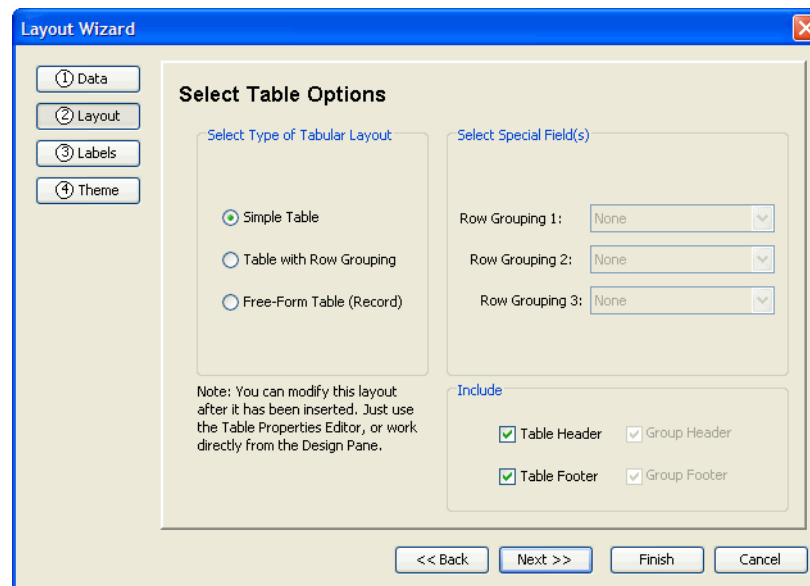 Layout Wizard
1 Data
2 Layout
3 Labels
4 Theme
Select Table Options
Select Type of Tabular Layout
Simple Table
Table with Row Grouping
Free-Form Table (Record)
Note: You can modify this layout
after it has been inserted. Just use
the Table Properties Editor, or work
directly from the Design Pane.
Select Special Field(s)
Row Grouping 1: None
Row Grouping 2: None
Row Grouping 3: None
Include
Table Header Group Header
Table Footer Group Footer
<< Back Next >> Finish Cancel